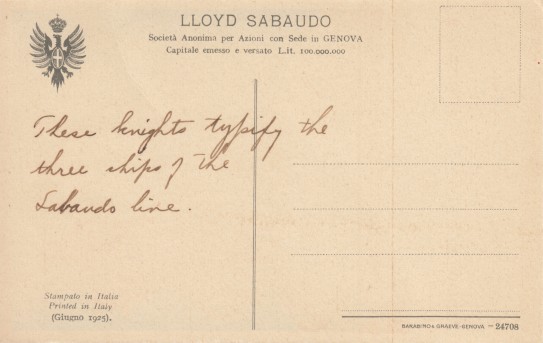 LLOYD SABAUDO
Società Anonima per Azioni con Sede in GENOVA
Capitale emesso e versato L.it. 100.000.000
These knights typify the
three ships of the
Sabaudo line.
Stampato in Italia
Printed in Italy
(Giugno 1925).
BARABINO & GRAEVE - GENOVA - 24708